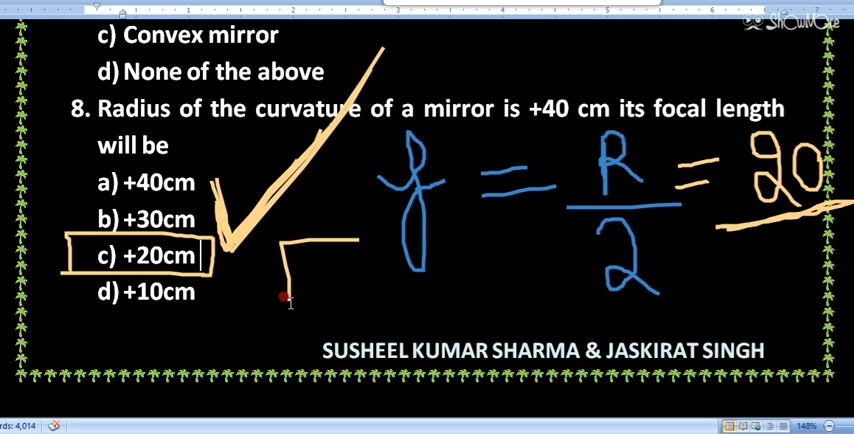 ShowMore
c) Convex mirror
d) None of the above
8. Radius of the curvature of a mirror is +40 cm its focal length
will be
a) +40cm
b) +30cm
c) +20cm
d) +10cm
f = R/2 = 20
SUSHEEL KUMAR SHARMA & JASKIRAT SINGH
rds: 4,014
148%